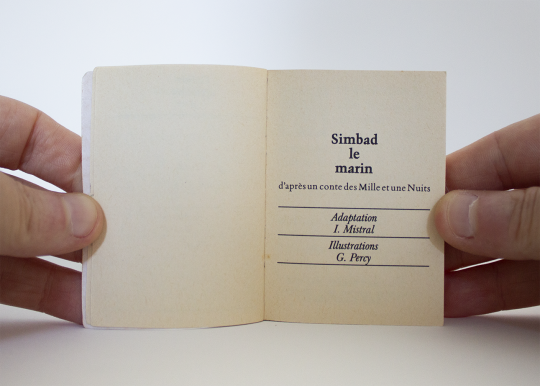 Simbad
le
marin
d'après un conte des Mille et une Nuits
Adaptation
I. Mistral
Illustrations
G. Percy